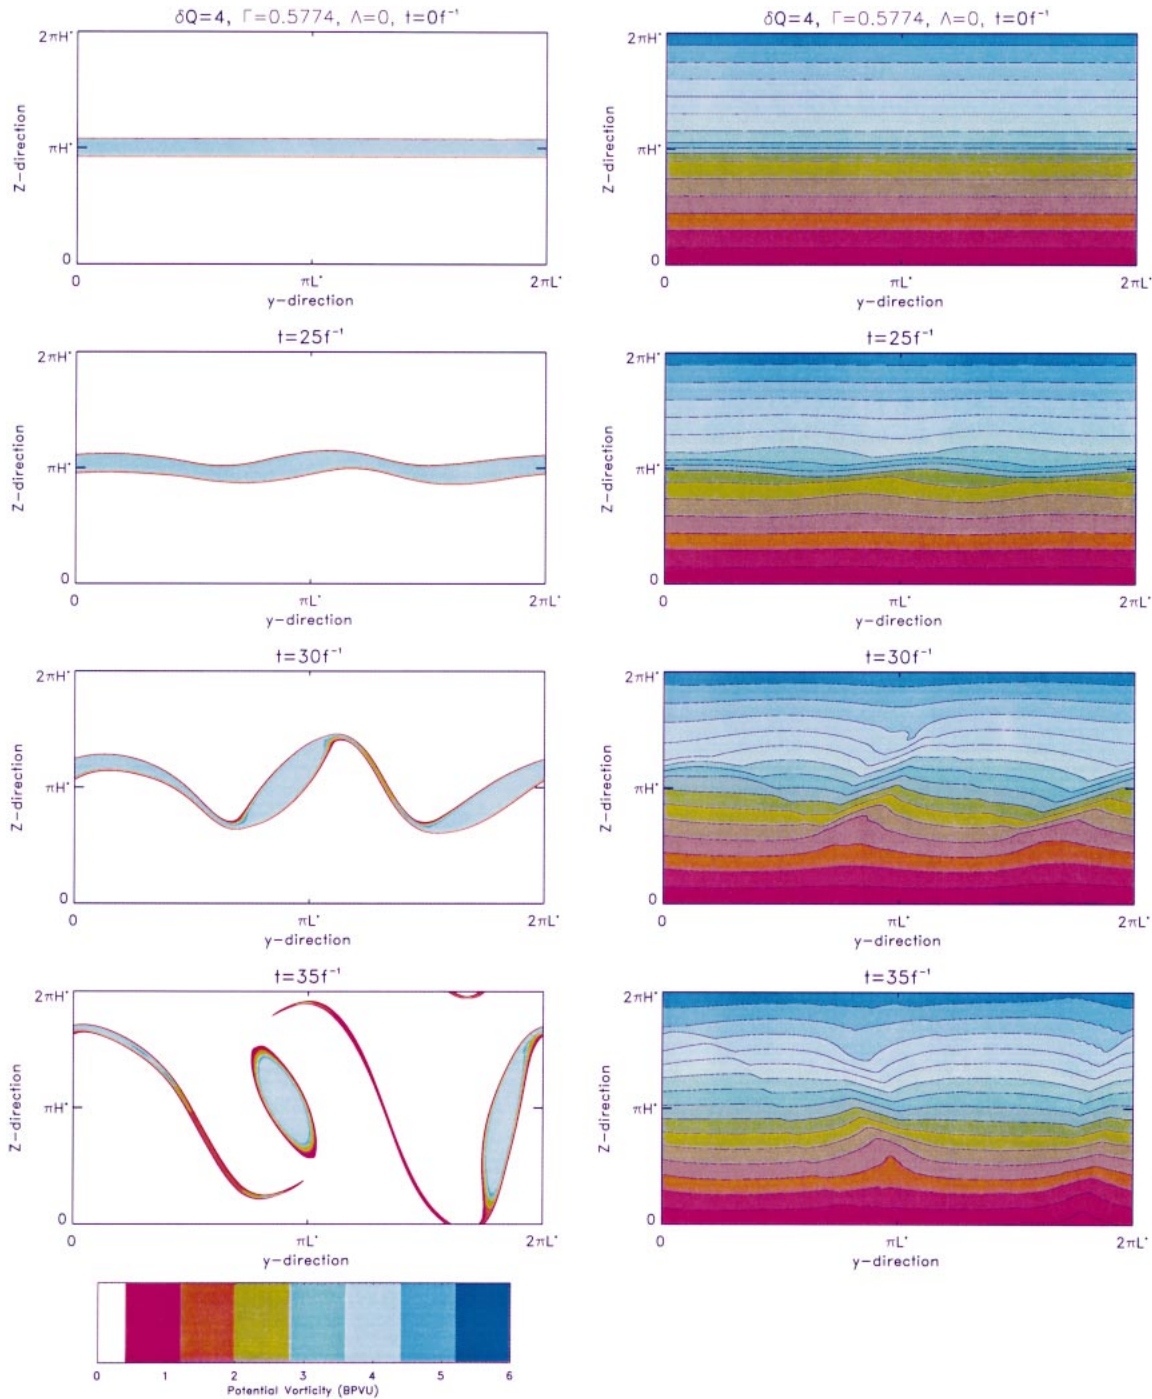 δQ=4, Γ=0.5774, Λ=0, t=0f⁻¹
2πH*
πH*
0
Z-direction
0 πL* 2πL*
y-direction
δQ=4, Γ=0.5774, Λ=0, t=0f⁻¹
2πH*
πH*
0
Z-direction
0 πL* 2πL*
y-direction
t=25f⁻¹
2πH*
πH*
0
Z-direction
0 πL* 2πL*
y-direction
t=25f⁻¹
2πH*
πH*
0
Z-direction
0 πL* 2πL*
y-direction
t=30f⁻¹
2πH*
πH*
0
Z-direction
0 πL* 2πL*
y-direction
t=30f⁻¹
2πH*
πH*
0
Z-direction
0 πL* 2πL*
y-direction
t=35f⁻¹
2πH*
πH*
0
Z-direction
0 πL* 2πL*
y-direction
t=35f⁻¹
2πH*
πH*
0
Z-direction
0 πL* 2πL*
y-direction
0 1 2 3 4 5 6
Potential Vorticity (BPVU)